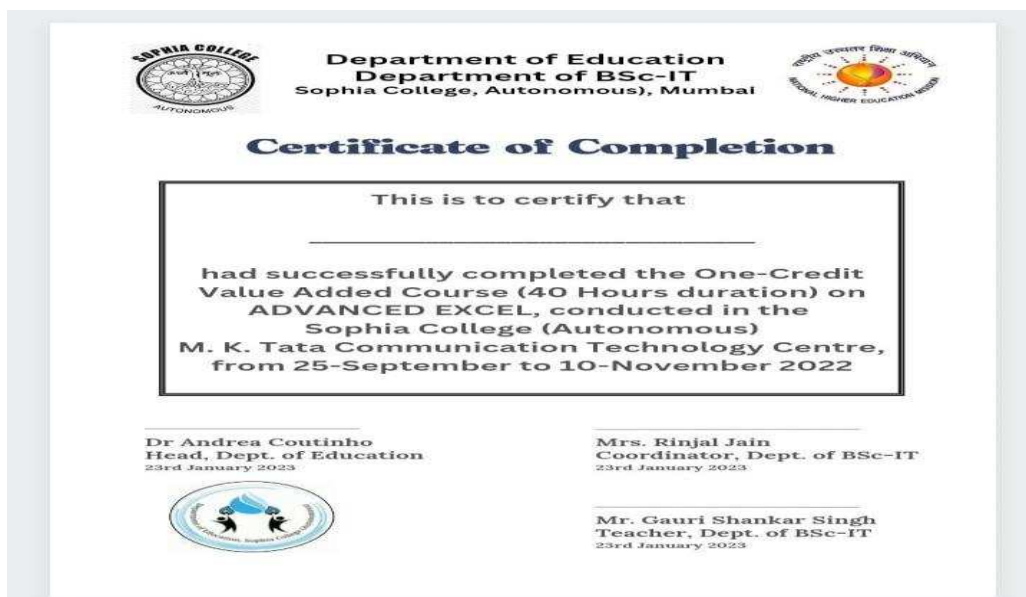 SOPHIA COLLEGE
AUTONOMOUS
Department of Education
Department of BSc-IT
Sophia College, Autonomous), Mumbai
राष्ट्रीय उच्चतर शिक्षा अभियान
NATIONAL HIGHER EDUCATION MISSION
Certificate of Completion
This is to certify that
had successfully completed the One-Credit
Value Added Course (40 Hours duration) on
ADVANCED EXCEL, conducted in the
Sophia College (Autonomous)
M. K. Tata Communication Technology Centre,
from 25-September to 10-November 2022
Dr Andrea Coutinho
Head, Dept. of Education
23rd January 2023
Mrs. Rinjal Jain
Coordinator, Dept. of BSc-IT
23rd January 2023
Mr. Gauri Shankar Singh
Teacher, Dept. of BSc-IT
23rd January 2023